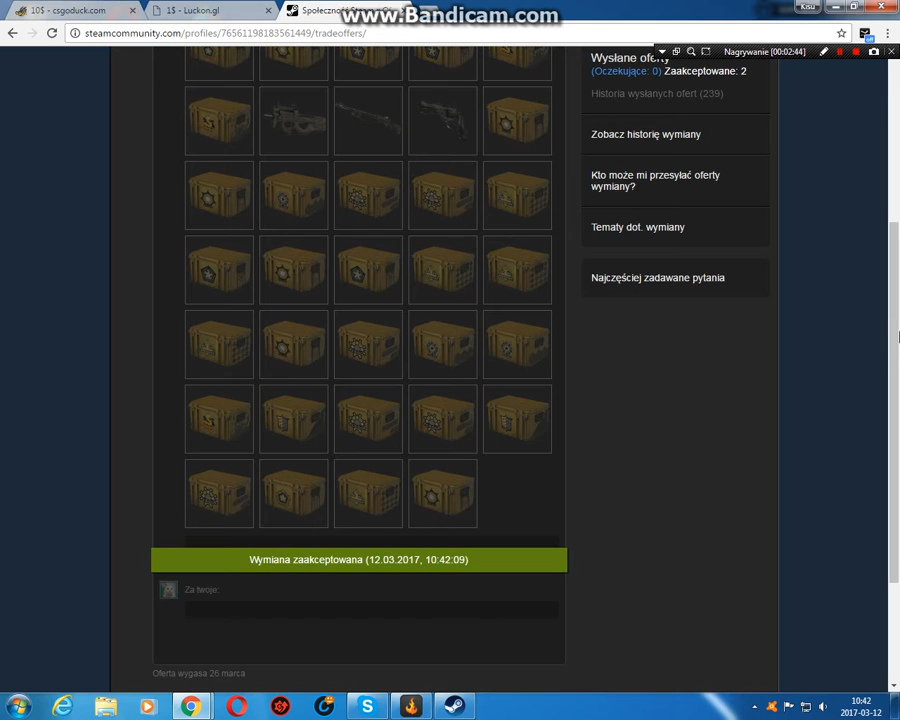 10$ - csgoduck.com
1$ - Luckon.gl
Społeczność
www.Bandicam.com
Kisu
steamcommunity.com/profiles/76561198183561449/tradeoffers/
off
Nagrywanie [00:02:44]
Wysłane oferty
(Oczekujące: 0) Zaakceptowane: 2
Historia wysłanych ofert (239)
Zobacz historię wymiany
Kto może mi przesyłać oferty
wymiany?
Tematy dot. wymiany
Najczęściej zadawane pytania
Wymiana zaakceptowana (12.03.2017, 10:42:09)
Za twoje:
Oferta wygasa 26 marca
10:42
2017-03-12